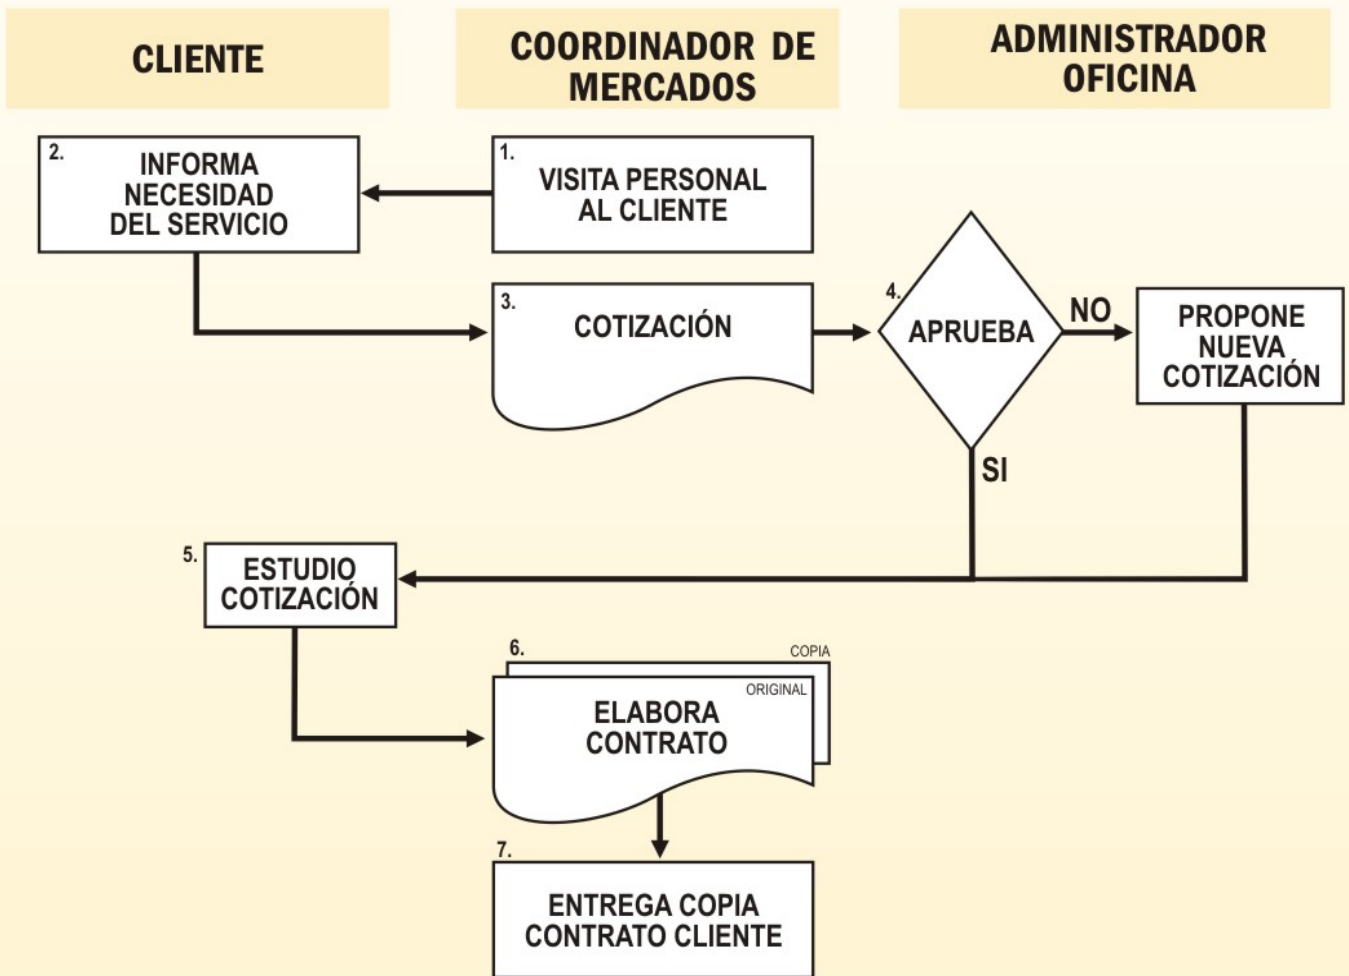 CLIENTE
COORDINADOR DE
MERCADOS
ADMINISTRADOR
OFICINA
2.
INFORMA
NECESIDAD
DEL SERVICIO
1.
VISITA PERSONAL
AL CLIENTE
3.
COTIZACIÓN
4.
APRUEBA
NO
PROPONE
NUEVA
COTIZACIÓN
SI
5.
ESTUDIO
COTIZACIÓN
6.
COPIA
ORIGINAL
ELABORA
CONTRATO
7.
ENTREGA COPIA
CONTRATO CLIENTE